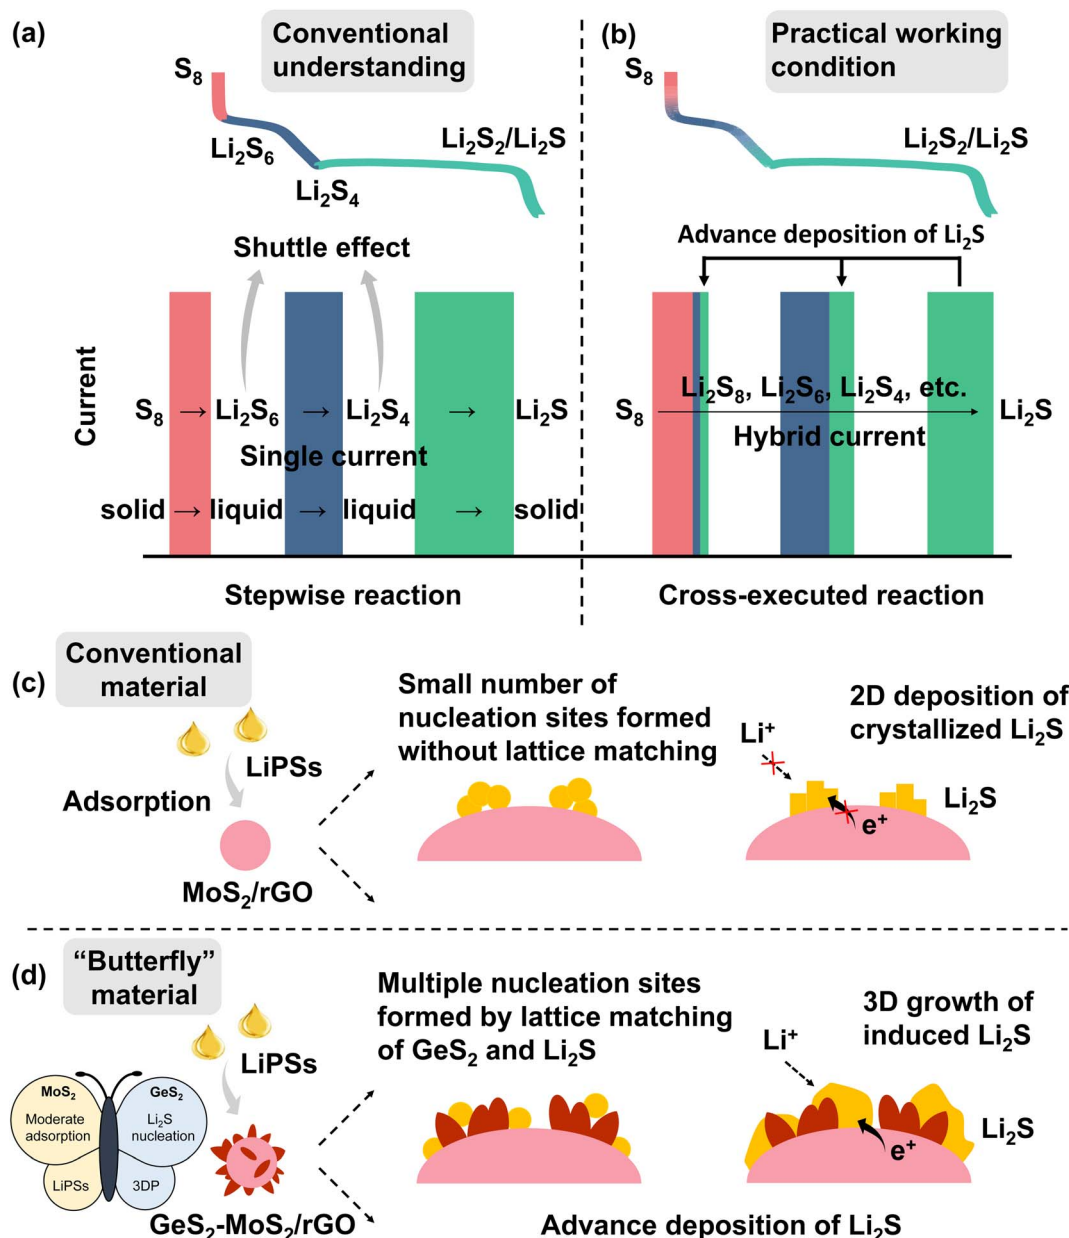 (a)
Conventional
understanding
S₈
Li₂S₆
Li₂S₄
Li₂S₂/Li₂S
Shuttle effect
Current
S₈ → Li₂S₆ → Li₂S₄ → Li₂S
Single current
solid → liquid → liquid → solid
Stepwise reaction
(b)
Practical working
condition
S₈
Li₂S₂/Li₂S
Advance deposition of Li₂S
Li₂S₈, Li₂S₆, Li₂S₄, etc.
S₈
Li₂S
Hybrid current
Cross-executed reaction
(c)
Conventional
material
LiPSs
Adsorption
MoS₂/rGO
Small number of
nucleation sites formed
without lattice matching
2D deposition of
crystallized Li₂S
Li⁺
Li₂S
e⁺
(d)
“Butterfly”
material
LiPSs
MoS₂
Moderate
adsorption
LiPSs
GeS₂
Li₂S
nucleation
3DP
GeS₂-MoS₂/rGO
Multiple nucleation sites
formed by lattice matching
of GeS₂ and Li₂S
3D growth of
induced Li₂S
Li⁺
Li₂S
e⁺
Advance deposition of Li₂S